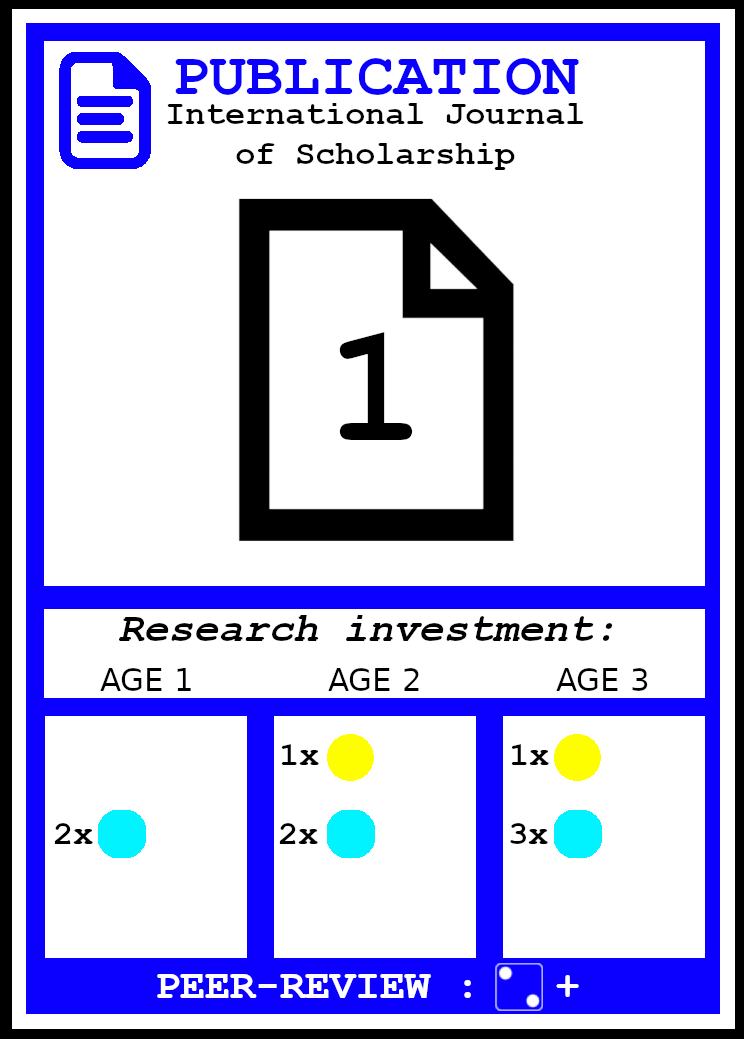 PUBLICATION
International Journal
of Scholarship
1
Research investment:
AGE 1 AGE 2 AGE 3
1x 1x
2x 2x 3x
PEER-REVIEW : +